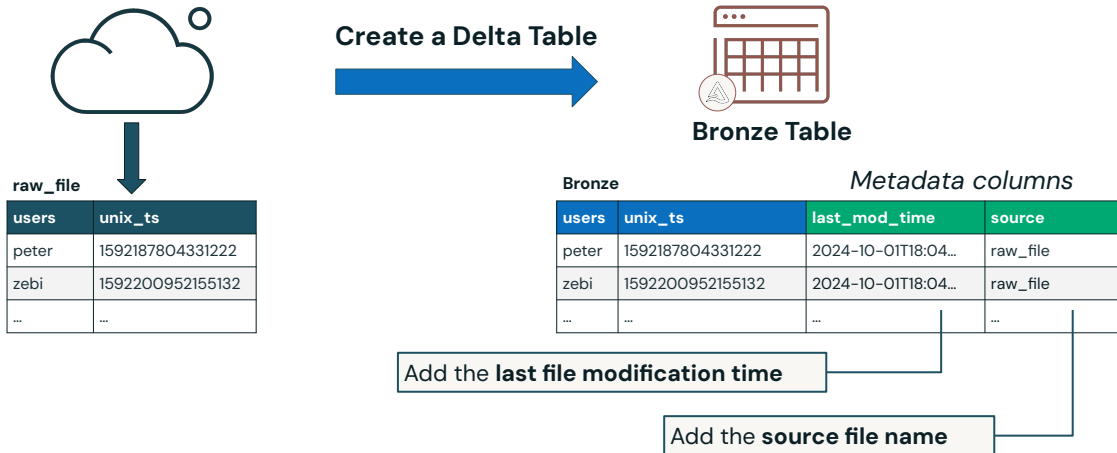 Create a Delta Table
Bronze Table
raw_file
users unix_ts
peter 1592187804331222
zebi 1592200952155132
… …
Bronze
Metadata columns
users unix_ts last_mod_time source
peter 1592187804331222 2024-10-01T18:04… raw_file
zebi 1592200952155132 2024-10-01T18:04… raw_file
… … … …
Add the last file modification time
Add the source file name